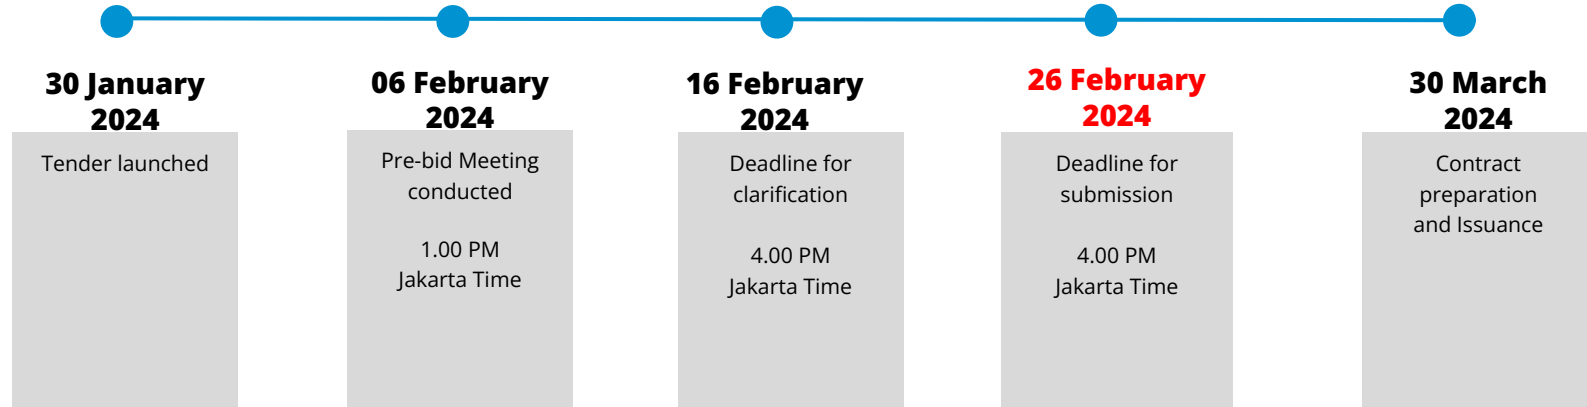 30 January
2024
Tender launched
06 February
2024
Pre-bid Meeting
conducted
1.00 PM
Jakarta Time
16 February
2024
Deadline for
clarification
4.00 PM
Jakarta Time
26 February
2024
Deadline for
submission
4.00 PM
Jakarta Time
30 March
2024
Contract
preparation
and Issuance